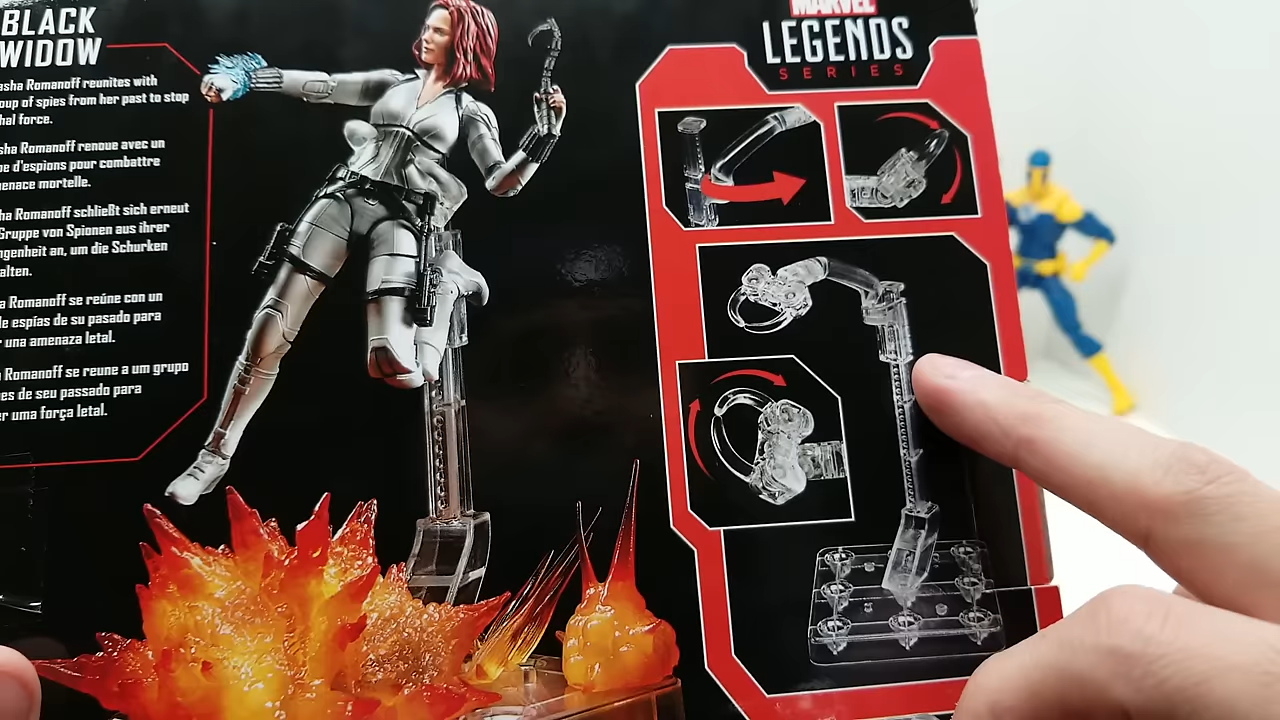 BLACK
WIDOW
asha Romanoff reunites with
oup of spies from her past to stop
hal force.
sha Romanoff renoue avec un
pe d'espions pour combattre
enace mortelle.
ha Romanoff schließt sich erneut
Gruppe von Spionen aus ihrer
ngenheit an, um die Schurken
alten.
a Romanoff se reúne con un
de espías de su pasado para
r una amenaza letal.
Romanoff se reune a um grupo
es de seu passado para
er uma força letal.
MARVEL
LEGENDS
SERIES